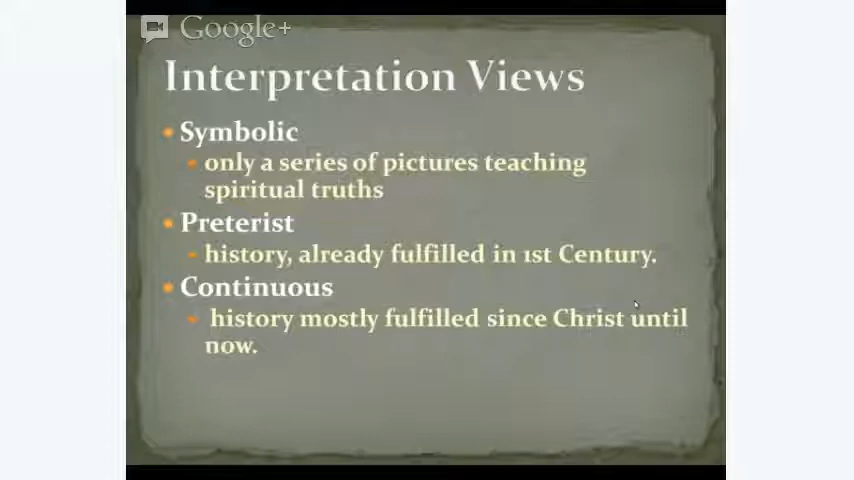 Google+
Interpretation Views
• Symbolic
• only a series of pictures teaching
spiritual truths
• Preterist
• history, already fulfilled in 1st Century.
• Continuous
• history mostly fulfilled since Christ until
now.